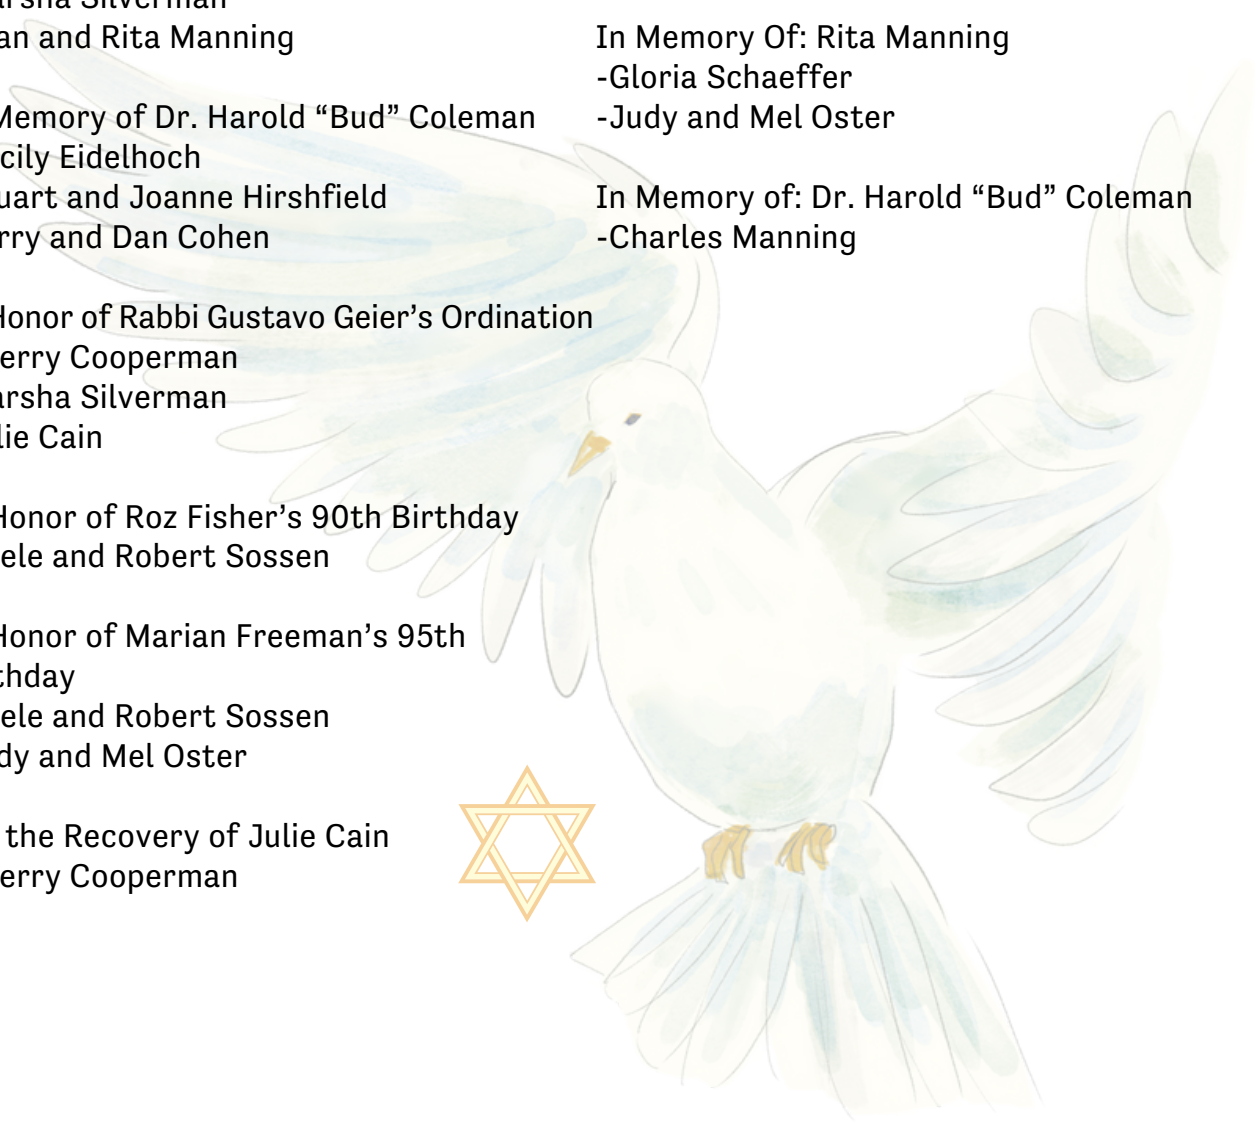 an and Rita Manning
Memory of Dr. Harold “Bud” Coleman
cily Eidelhoch
uart and Joanne Hirshfield
rry and Dan Cohen
Honor of Rabbi Gustavo Geier’s Ordination
erry Cooperman
arsha Silverman
lie Cain
Honor of Roz Fisher’s 90th Birthday
ele and Robert Sossen
Honor of Marian Freeman’s 95th
thday
ele and Robert Sossen
dy and Mel Oster
the Recovery of Julie Cain
erry Cooperman
In Memory Of: Rita Manning
-Gloria Schaeffer
-Judy and Mel Oster
In Memory of: Dr. Harold “Bud” Coleman
-Charles Manning